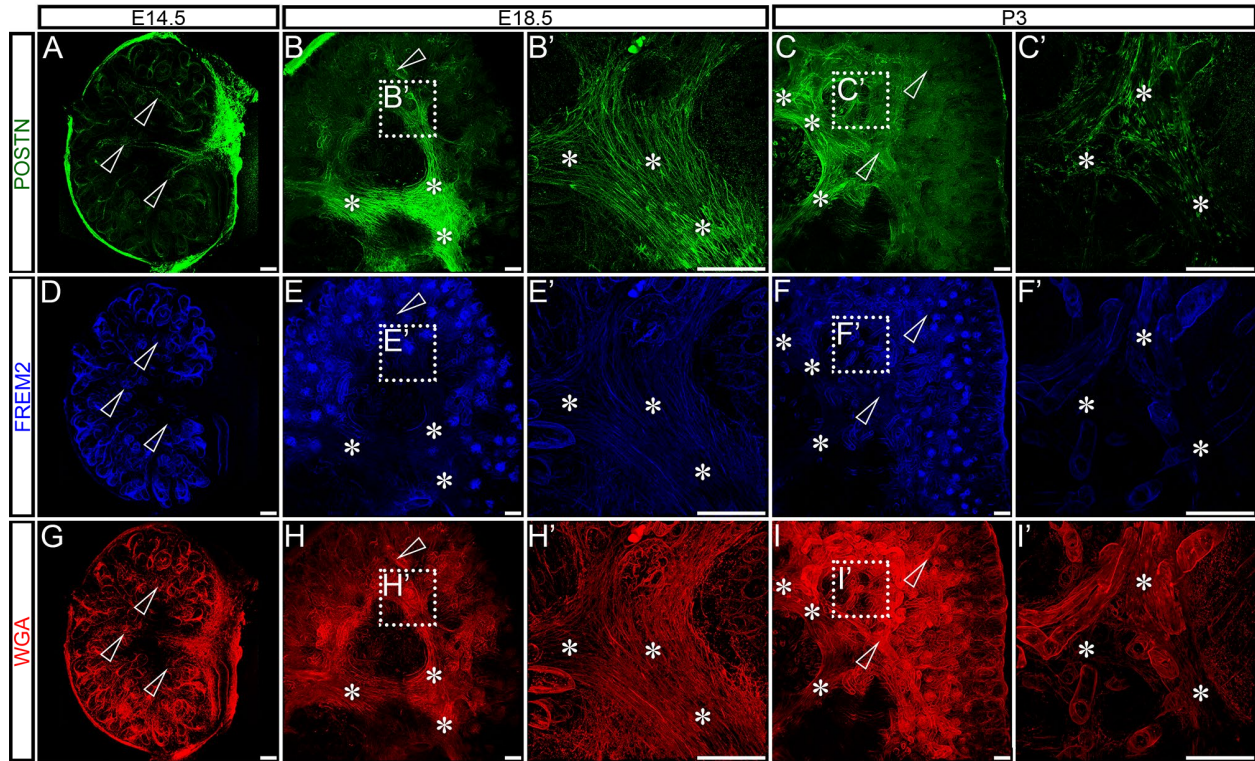 E14.5 E18.5 P3
POSTN
A B B' B' C C' C'
FREM2
D E E' E' F F' F'
WGA
G H H' H' I I' I'